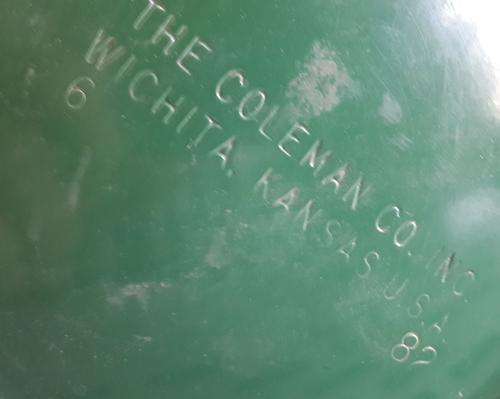 THE COLEMAN CO. INC
WICHITA, KANSAS U.S.A.
6 82